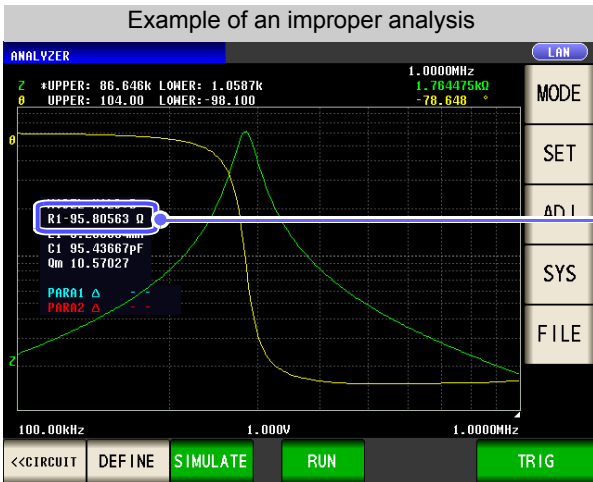 Example of an improper analysis
ANALYZER
LAN
1.0000MHz
Z *UPPER: 86.646k LOWER: 1.0587k 1.764475kΩ
θ UPPER: 104.00 LOWER:-98.100 -78.648 °
MODE
θ
SET
R1-95.80563 Ω
C1 95.43667pF
SYS
Qm 10.57027
PARA1 Δ - -
PARA2 Δ - -
FILE
Z
100.00kHz 1.000V 1.0000MHz
<<CIRCUIT DEFINE SIMULATE RUN TRIG